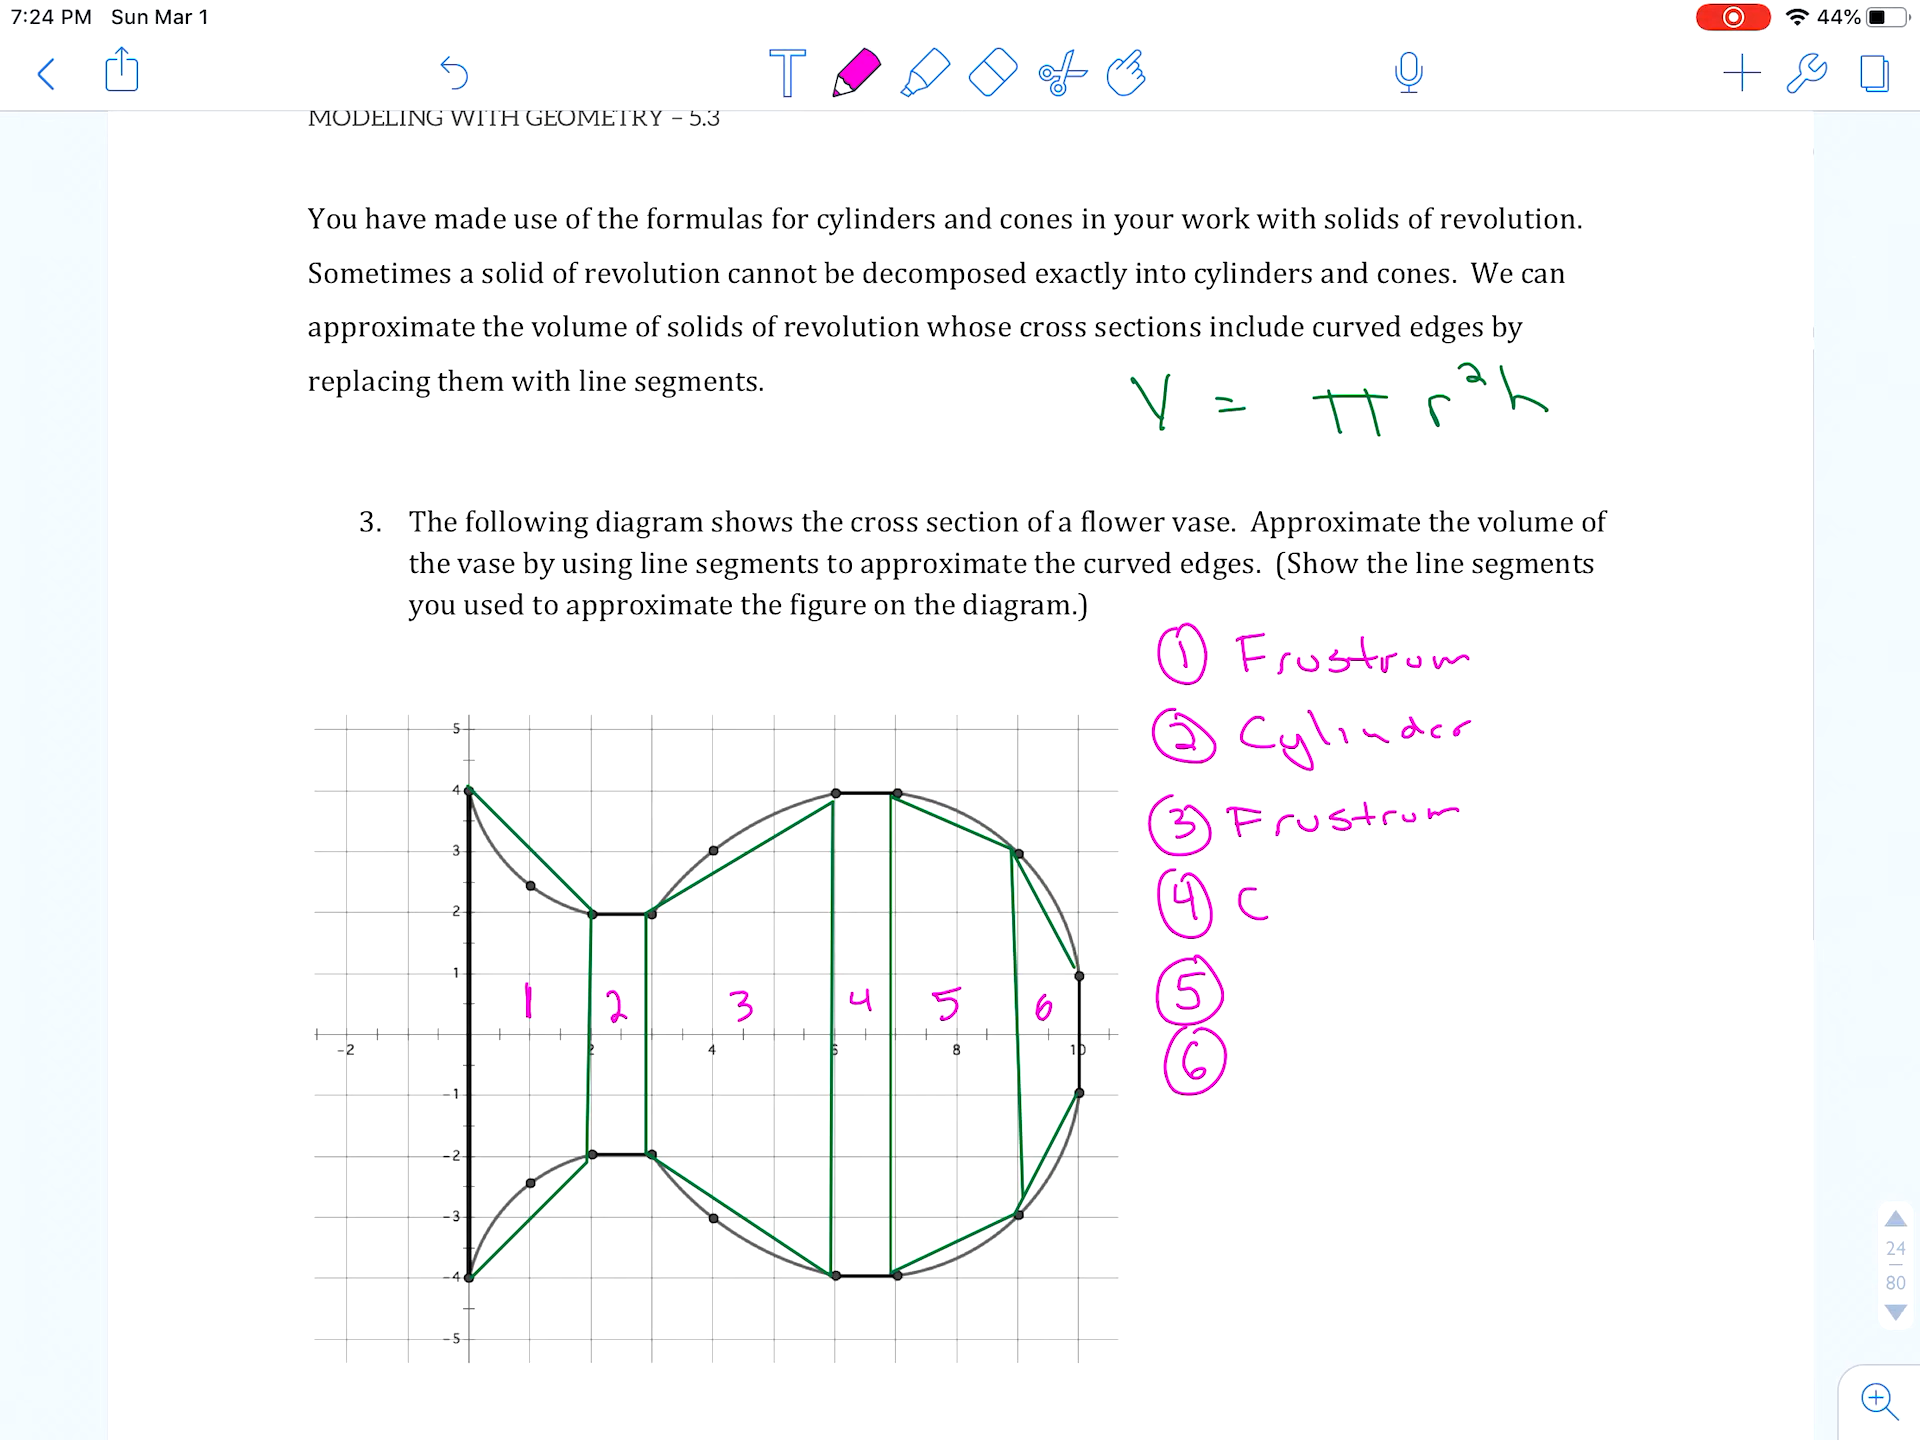 7:24 PM Sun Mar 1
44%
T
MODELING WITH GEOMETRY – 5.3
You have made use of the formulas for cylinders and cones in your work with solids of revolution.
Sometimes a solid of revolution cannot be decomposed exactly into cylinders and cones. We can
approximate the volume of solids of revolution whose cross sections include curved edges by
replacing them with line segments.
V = π r²h
3. The following diagram shows the cross section of a flower vase. Approximate the volume of
the vase by using line segments to approximate the curved edges. (Show the line segments
you used to approximate the figure on the diagram.)
① Frustrum
② Cylinder
③ Frustrum
④ C
⑤
⑥
5
4
3
2
1
1 2 3 4 5 6
-2 2 4 6 8 10
-1
-2
-3
-4
-5
24
80